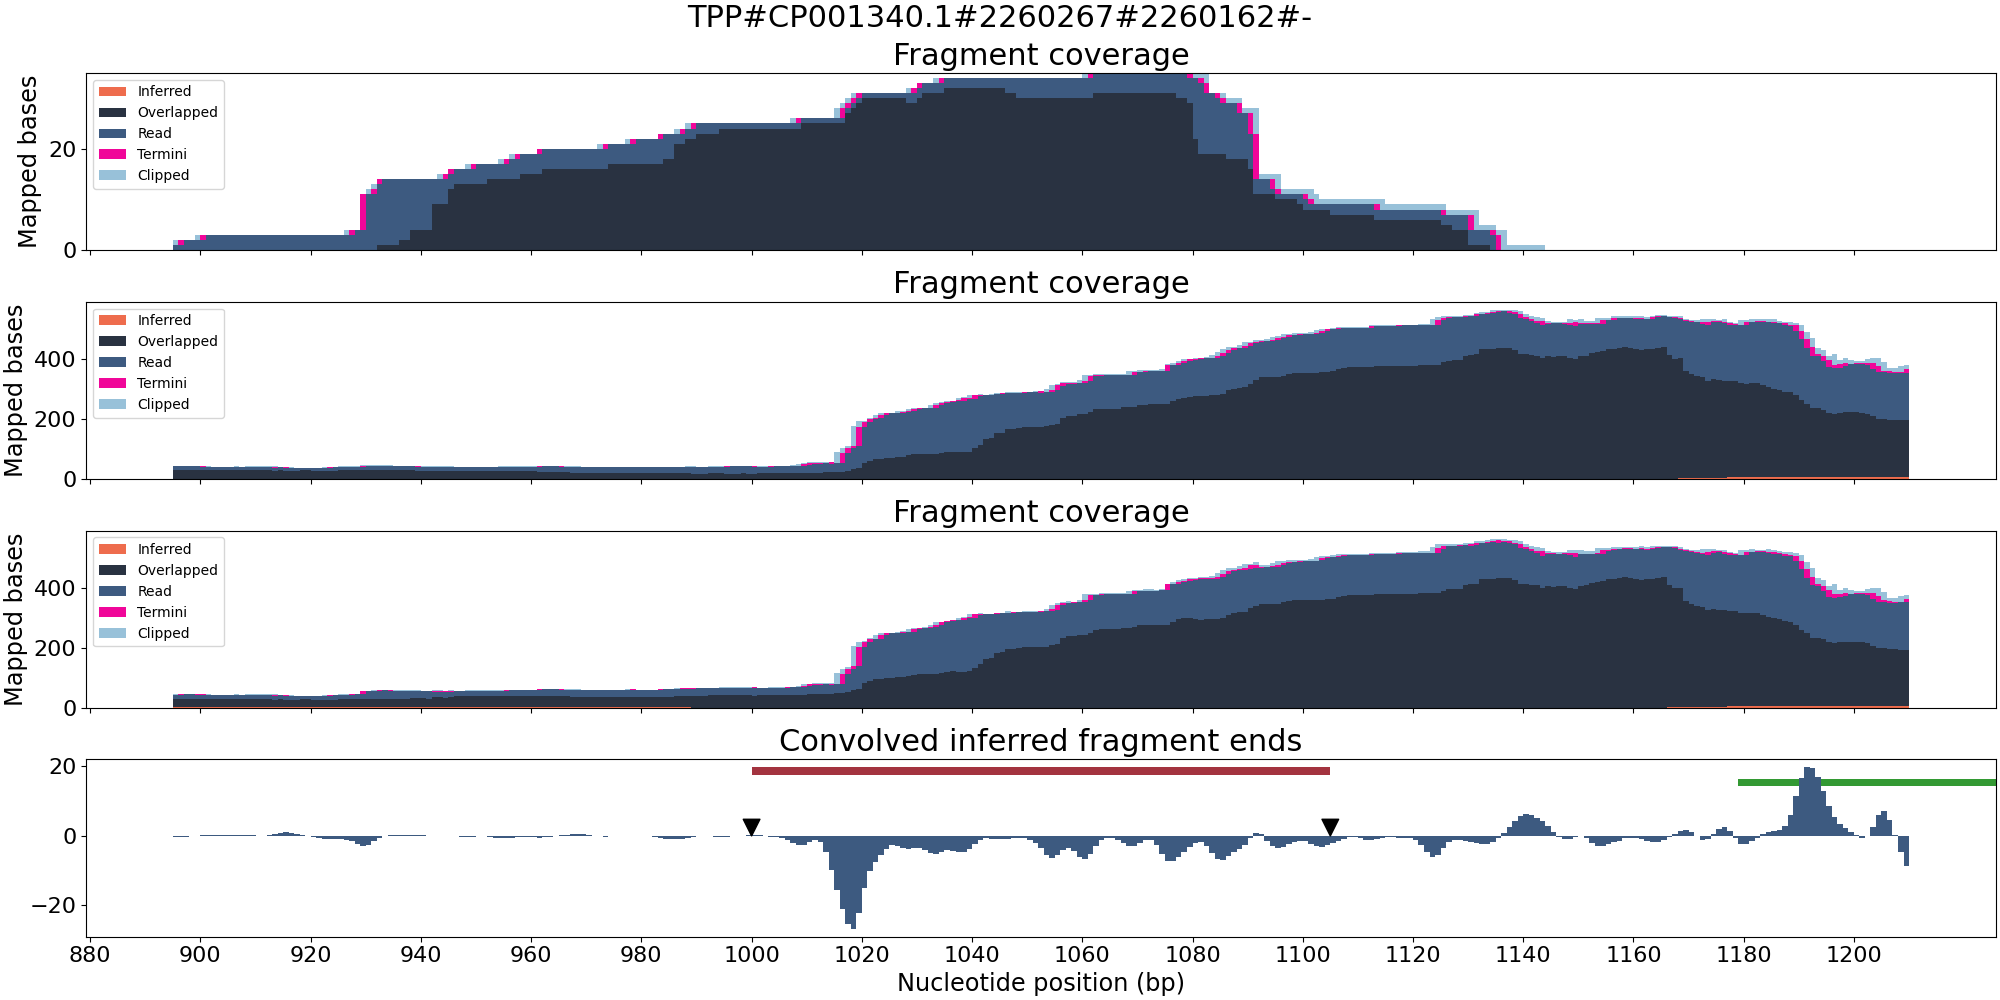 TPP#CP001340.1#2260267#2260162#-
Fragment coverage
Mapped bases
20
0
Inferred
Overlapped
Read
Termini
Clipped
Fragment coverage
Mapped bases
400
200
0
Inferred
Overlapped
Read
Termini
Clipped
Fragment coverage
Mapped bases
400
200
0
Inferred
Overlapped
Read
Termini
Clipped
Convolved inferred fragment ends
20
0
−20
880 900 920 940 960 980 1000 1020 1040 1060 1080 1100 1120 1140 1160 1180 1200
Nucleotide position (bp)